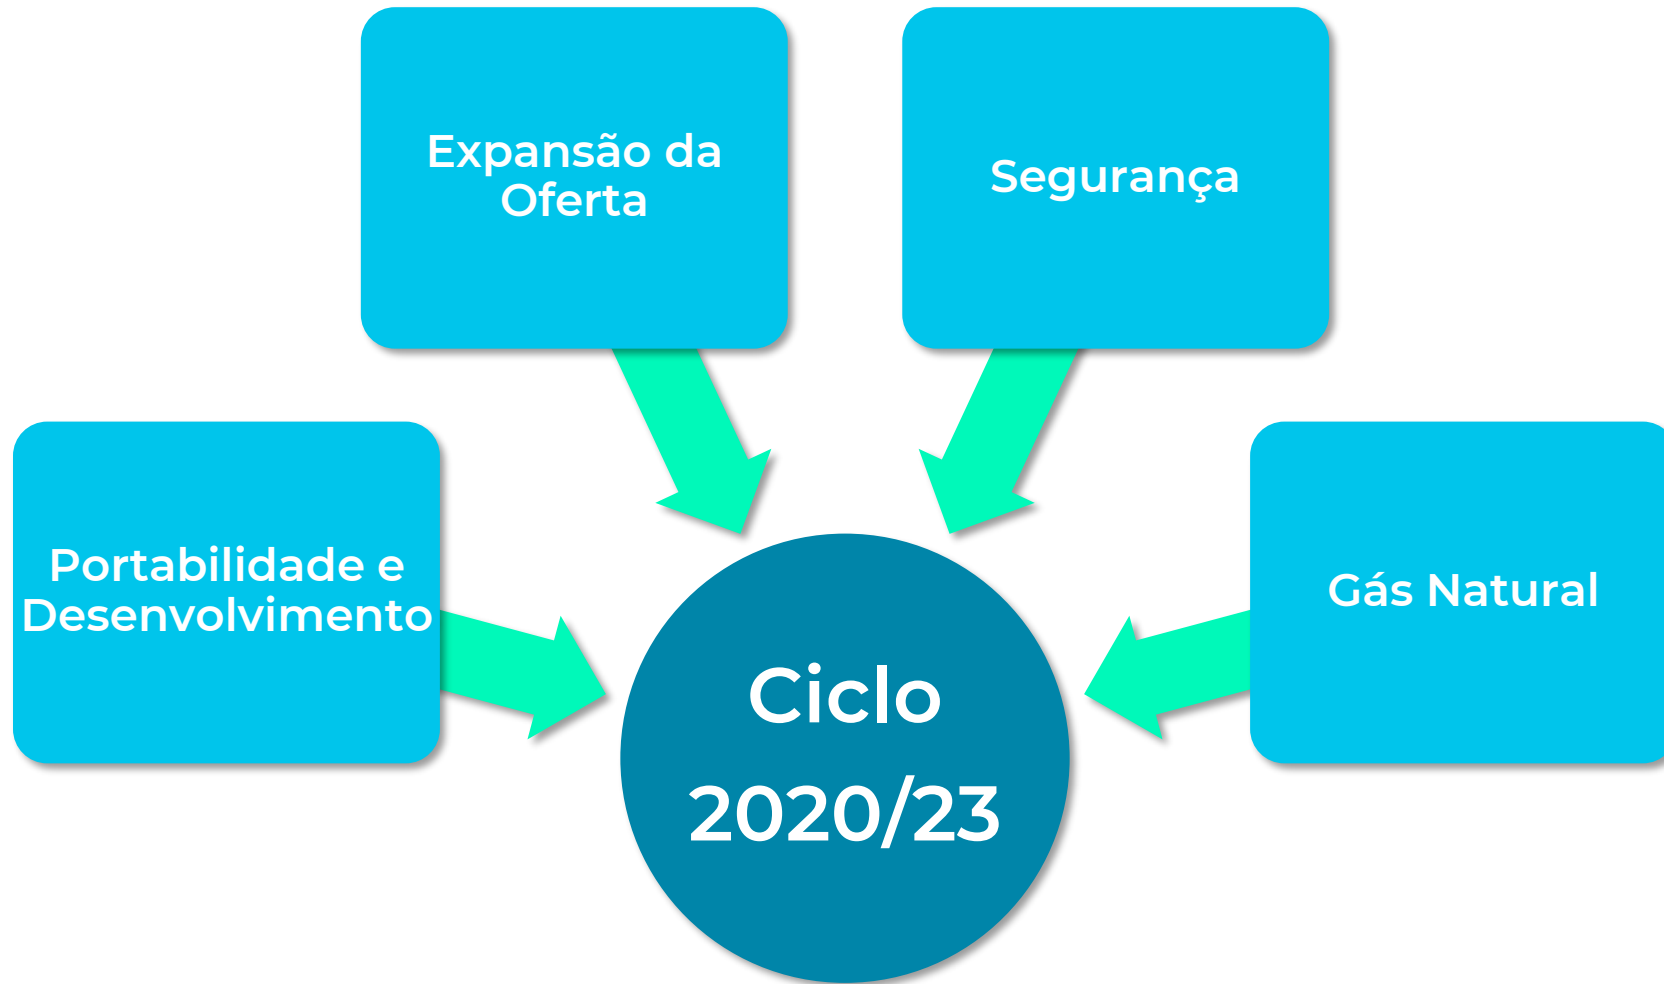 Expansão da
Oferta
Segurança
Portabilidade e
Desenvolvimento
Gás Natural
Ciclo
2020/23